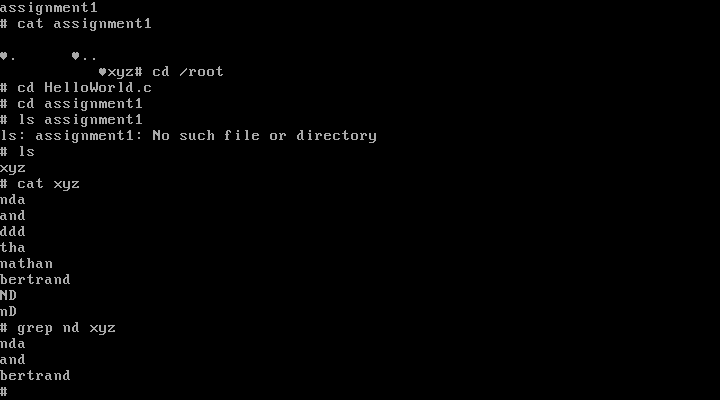 assignment1
# cat assignment1
♥. ♥..
♥xyz# cd /root
# cd HelloWorld.c
# cd assignment1
# ls assignment1
ls: assignment1: No such file or directory
# ls
xyz
# cat xyz
nda
and
ddd
tha
nathan
bertrand
ND
nD
# grep nd xyz
nda
and
bertrand
#